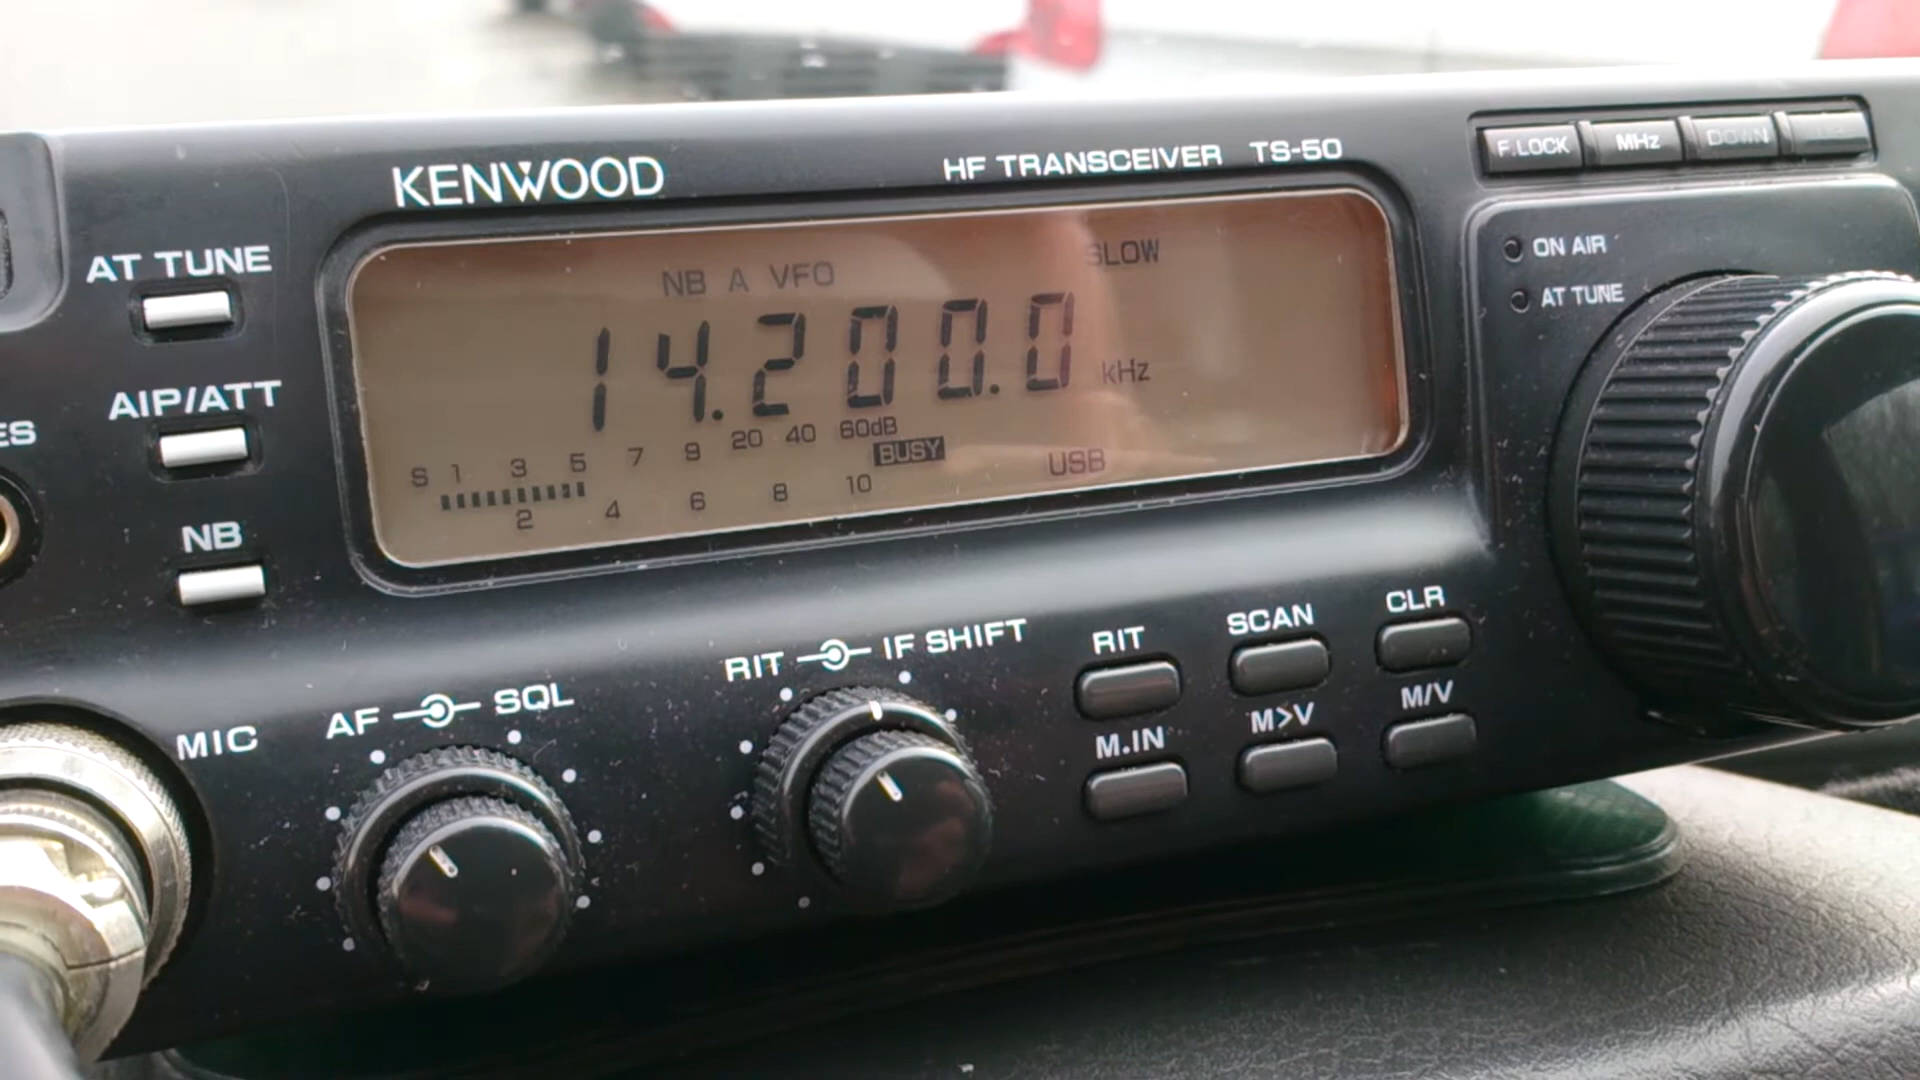 KENWOOD
HF TRANSCEIVER TS-50
F.LOCK MHz DOWN
ON AIR
AT TUNE
AT TUNE
AIP/ATT
NB
ES
NB A VFO
SLOW
14.200.0 kHz
S 1 3 5 7 9 20 40 60dB
BUSY
USB
2 4 6 8 10
MIC
AF SQL
RIT IF SHIFT
RIT SCAN CLR
M.IN M>V M/V